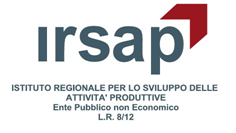 irsap
ISTITUTO REGIONALE PER LO SVILUPPO DELLE
ATTIVITA' PRODUTTIVE
Ente Pubblico non Economico
L.R. 8/12